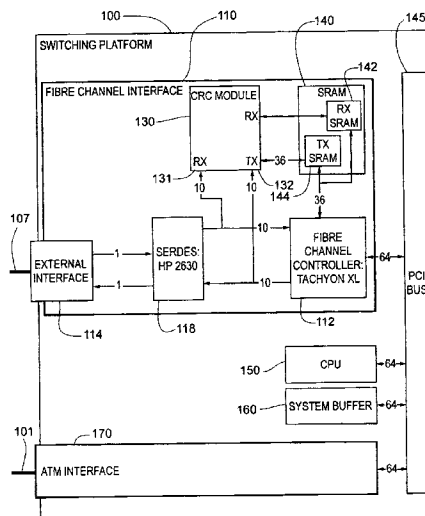 100
110
140
145
SWITCHING PLATFORM
142
FIBRE CHANNEL INTERFACE
CRC MODULE
SRAM
130
RX
RX
SRAM
TX
SRAM
RX
TX
36
131
132
144
10
10
36
107
EXTERNAL
INTERFACE
1
1
SERDES:
HP 2630
10
10
FIBRE
CHANNEL
CONTROLLER:
TACHYON XL
64
PCI
BUS
114
118
112
150
CPU
64
160
SYSTEM BUFFER
64
101
170
ATM INTERFACE
64